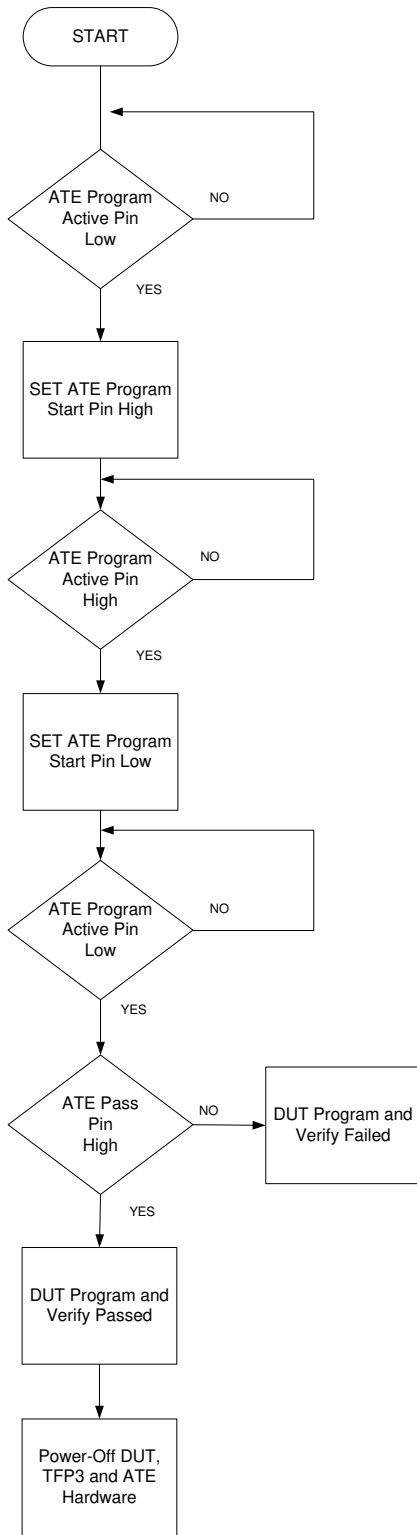 START
ATE Program
Active Pin
Low
NO
YES
SET ATE Program
Start Pin High
ATE Program
Active Pin
High
NO
YES
SET ATE Program
Start Pin Low
ATE Program
Active Pin
Low
NO
YES
ATE Pass
Pin
High
NO
DUT Program and
Verify Failed
YES
DUT Program and
Verify Passed
Power-Off DUT,
TFP3 and ATE
Hardware